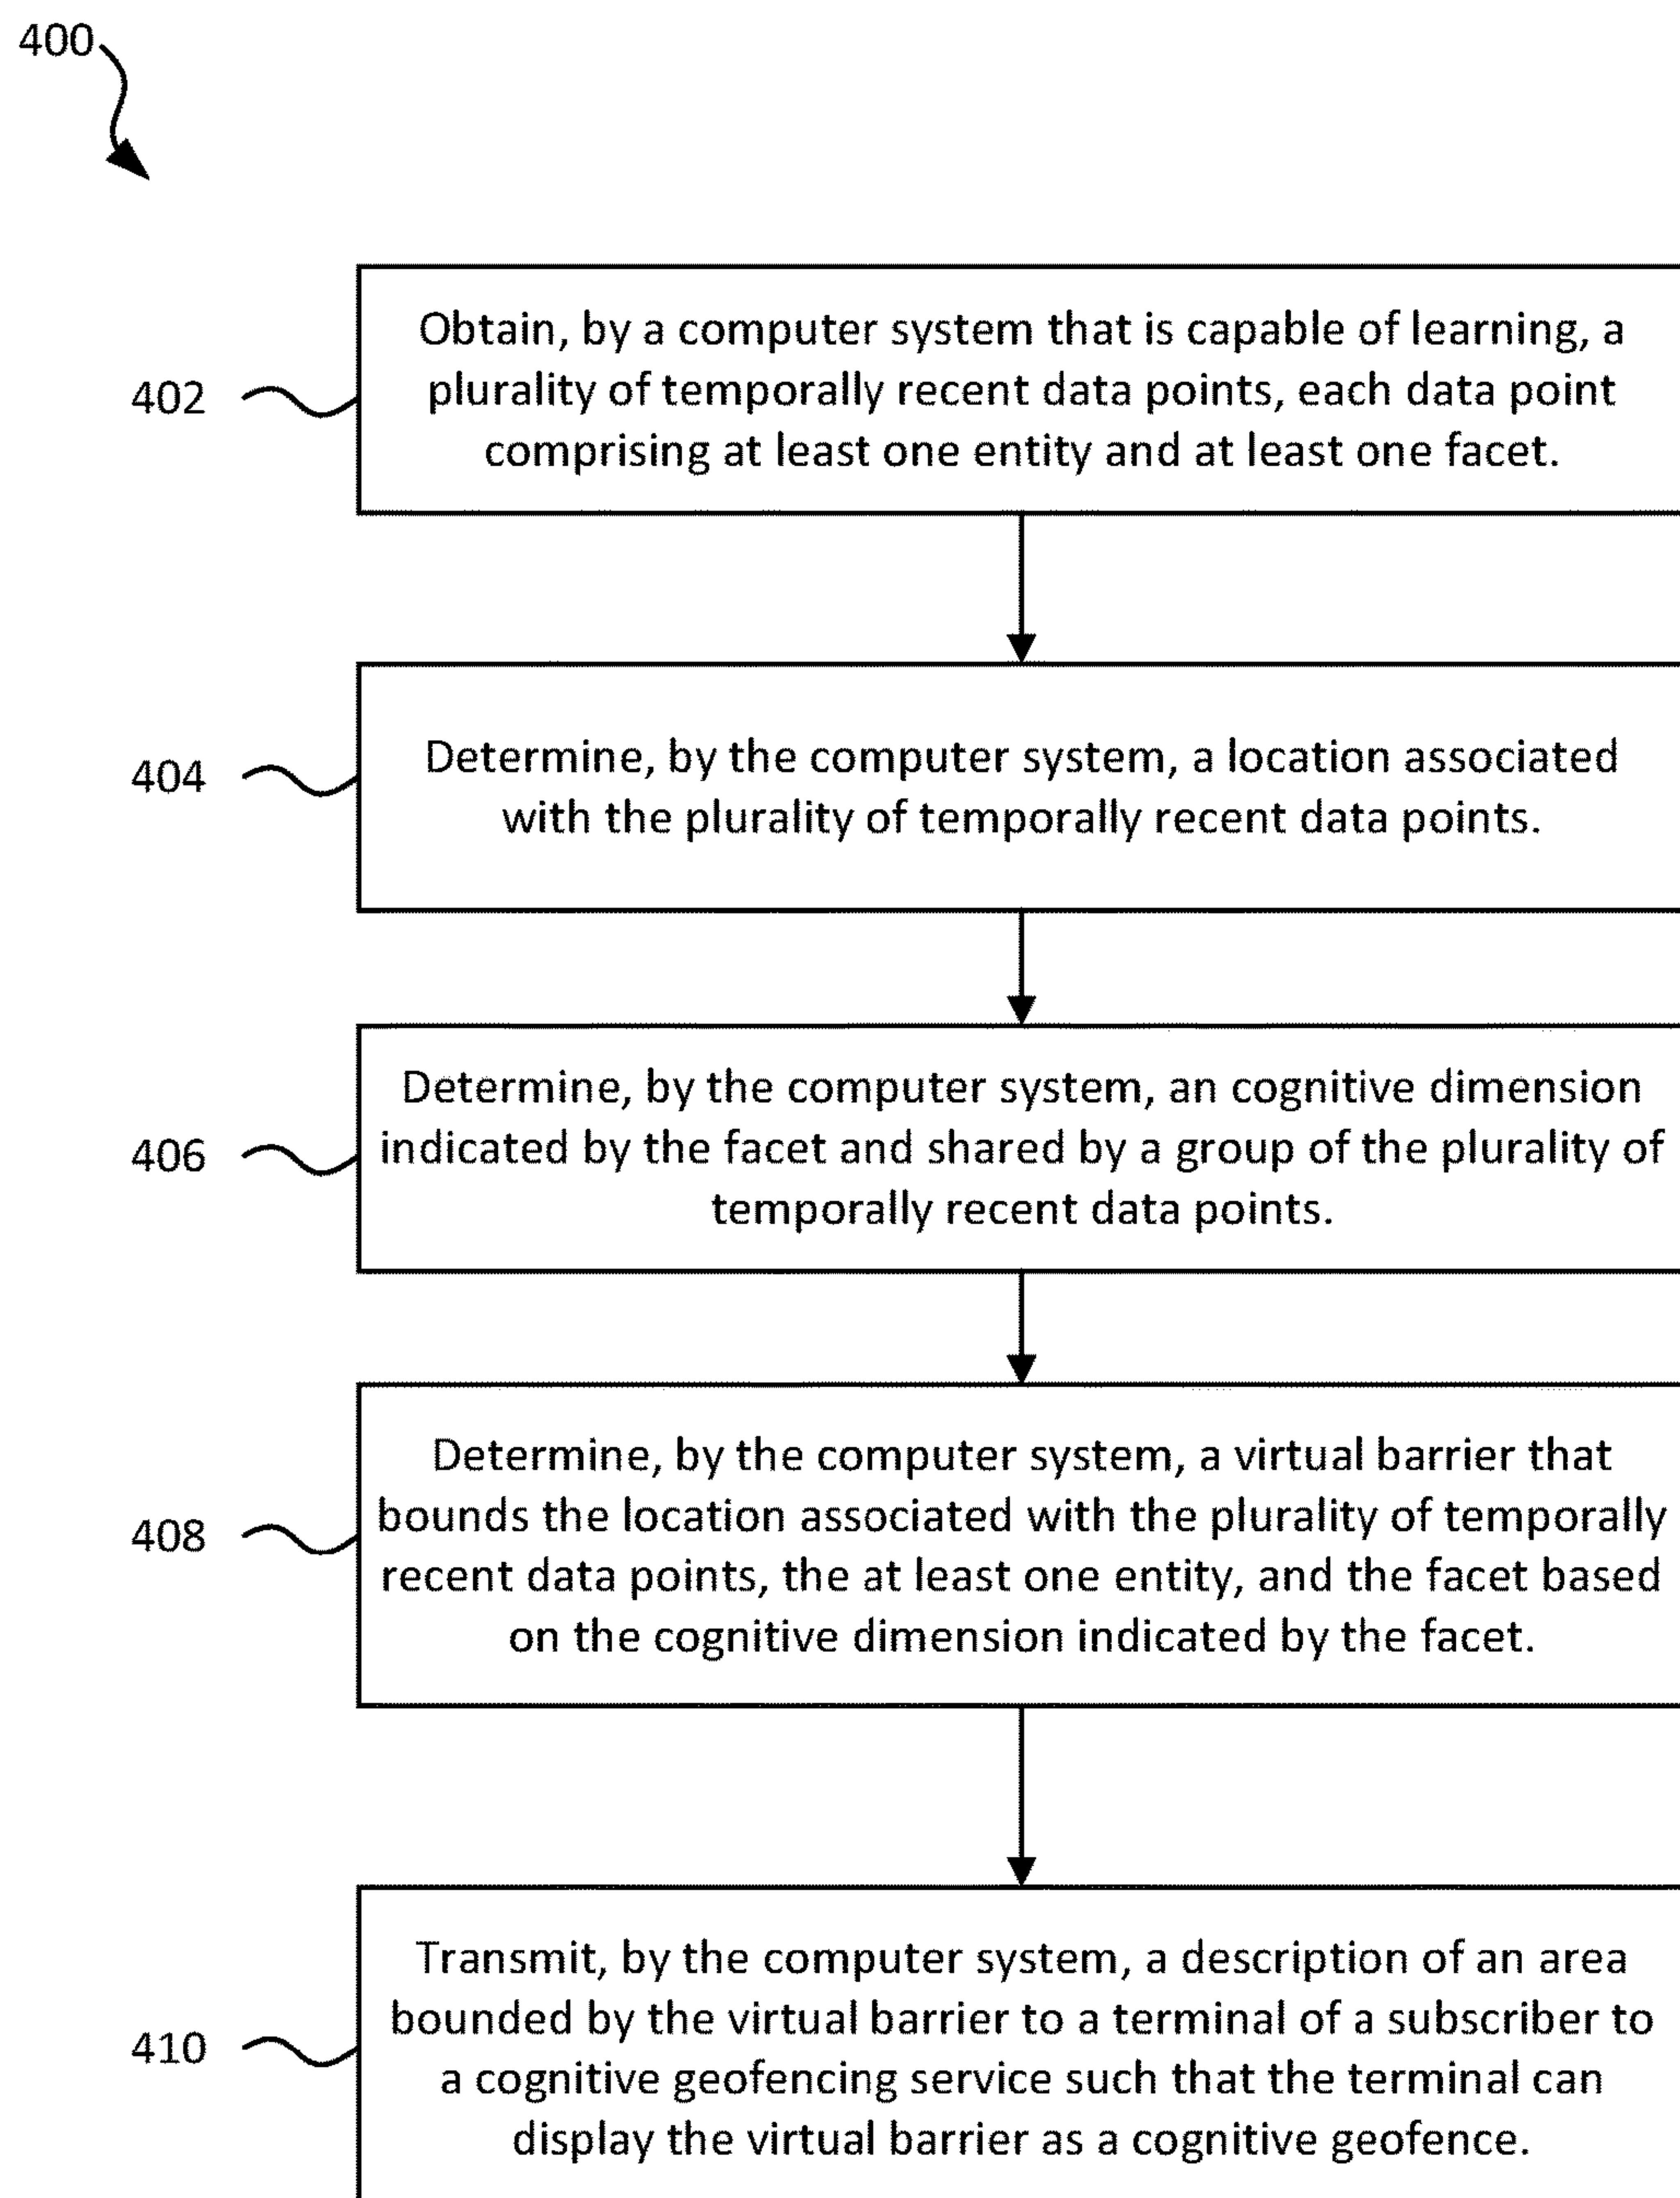 400
Obtain, by a computer system that is capable of learning, a
plurality of temporally recent data points, each data point
402
comprising at least one entity and at least one facet.
Determine, by the computer system, a location associated
404
with the plurality of temporally recent data points.
Determine, by the computer system, an cognitive dimension
406
indicated by the facet and shared by a group of the plurality of
temporally recent data points.
Determine, by the computer system, a virtual barrier that
bounds the location associated with the plurality of temporally
408
recent data points, the at least one entity, and the facet based
on the cognitive dimension indicated by the facet.
Transmit, by the computer system, a description of an area
bounded by the virtual barrier to a terminal of a subscriber to
410
a cognitive geofencing service such that the terminal can
display the virtual barrier as a cognitive geofence.